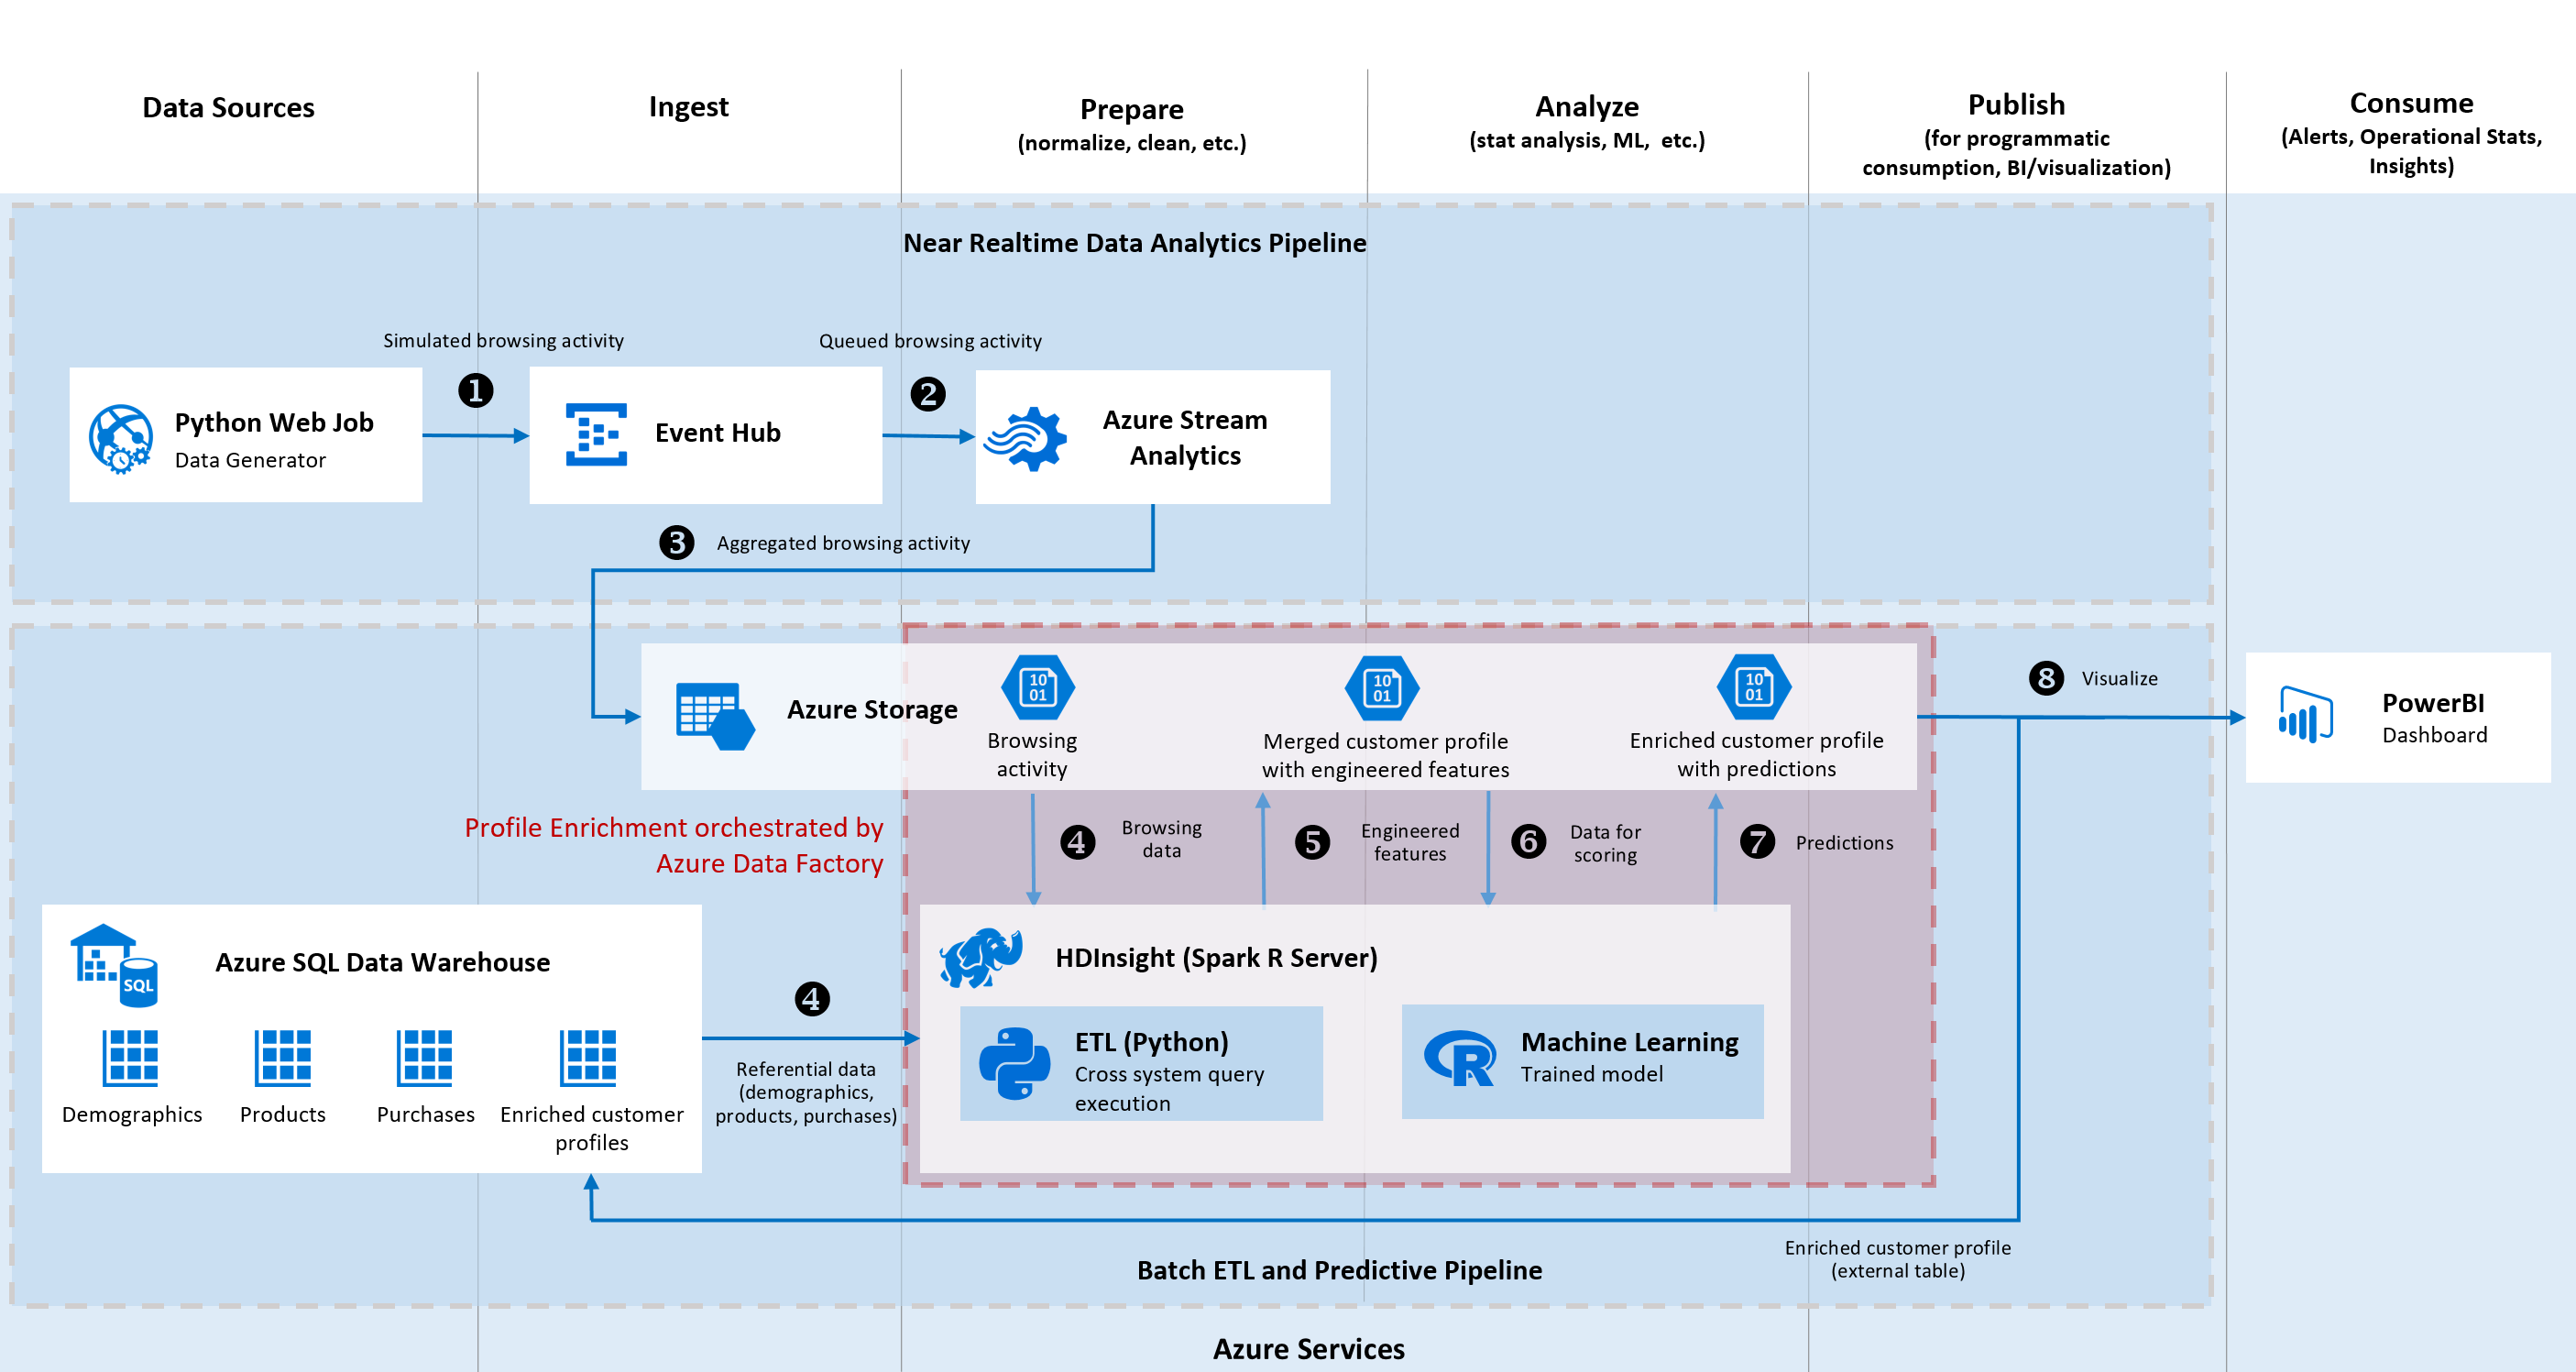 Data Sources
Ingest
Prepare
(normalize, clean, etc.)
Analyze
(stat analysis, ML, etc.)
Publish
(for programmatic
consumption, BI/visualization)
Consume
(Alerts, Operational Stats,
Insights)
Near Realtime Data Analytics Pipeline
Simulated browsing activity
Queued browsing activity
1
2
Python Web Job
Data Generator
Event Hub
Azure Stream
Analytics
3
Aggregated browsing activity
Azure Storage
10
01
Browsing
activity
10
01
Merged customer profile
with engineered features
10
01
Enriched customer profile
with predictions
8
Visualize
PowerBI
Dashboard
Profile Enrichment orchestrated by
Azure Data Factory
4
Browsing
data
5
Engineered
features
6
Data for
scoring
7
Predictions
SQL
Azure SQL Data Warehouse
Demographics
Products
Purchases
Enriched customer
profiles
4
Referential data
(demographics,
products, purchases)
HDInsight (Spark R Server)
ETL (Python)
Cross system query
execution
R
Machine Learning
Trained model
Enriched customer profile
(external table)
Batch ETL and Predictive Pipeline
Azure Services